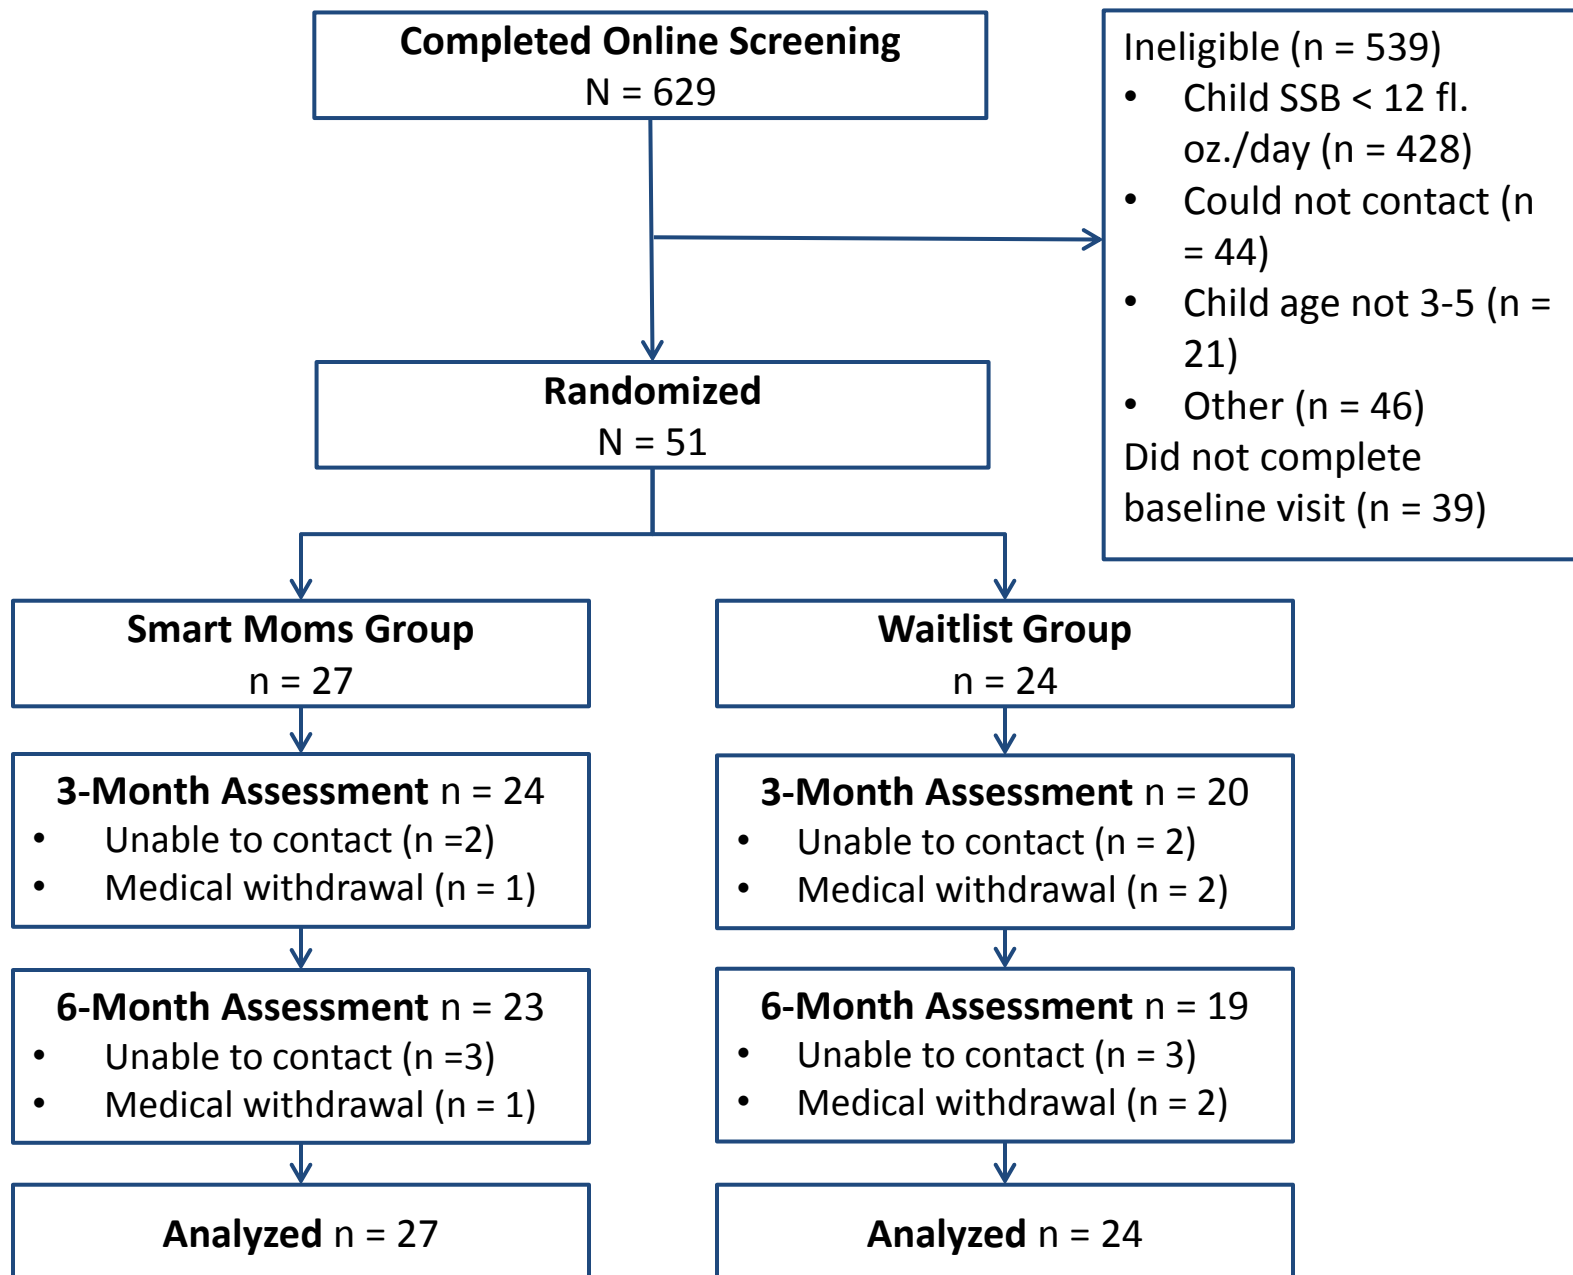 Completed Online Screening
N = 629
Ineligible (n = 539)
• Child SSB < 12 fl.
oz./day (n = 428)
• Could not contact (n
= 44)
• Child age not 3-5 (n =
21)
• Other (n = 46)
Did not complete
baseline visit (n = 39)
Randomized
N = 51
Smart Moms Group
n = 27
Waitlist Group
n = 24
3-Month Assessment n = 24
• Unable to contact (n =2)
• Medical withdrawal (n = 1)
3-Month Assessment n = 20
• Unable to contact (n = 2)
• Medical withdrawal (n = 2)
6-Month Assessment n = 23
• Unable to contact (n =3)
• Medical withdrawal (n = 1)
6-Month Assessment n = 19
• Unable to contact (n = 3)
• Medical withdrawal (n = 2)
Analyzed n = 27
Analyzed n = 24